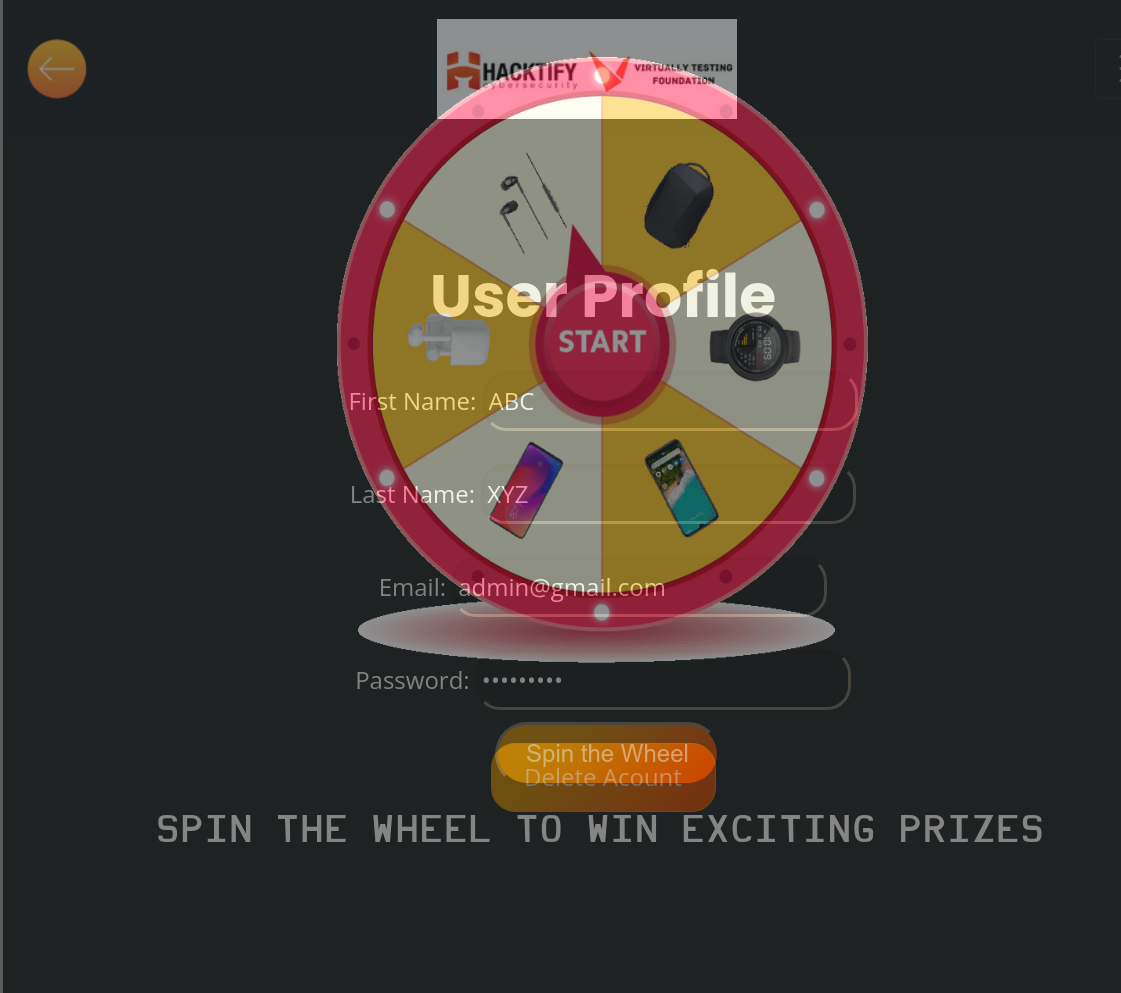 HACKTIFY
cybersecurity
VIRTUALLY TESTING
FOUNDATION
User Profile
START
First Name: ABC
Last Name: XYZ
Email: admin@gmail.com
Password: •••••••••
Spin the Wheel
Delete Acount
SPIN THE WHEEL TO WIN EXCITING PRIZES